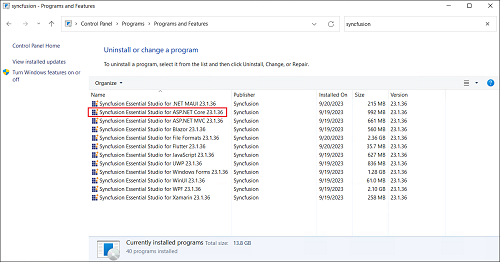 syncfusion - Programs and Features
Control Panel > Programs > Programs and Features
syncfusion
Control Panel Home
View installed updates
Turn Windows features on or off
Uninstall or change a program
To uninstall a program, select it from the list and then click Uninstall, Change, or Repair.
Organize
Name Publisher Installed On Size Version
Syncfusion Essential Studio for .NET MAUI 23.1.36 Syncfusion 9/20/2023 215 MB 23.1.36
Syncfusion Essential Studio for ASP.NET Core 23.1.36 Syncfusion 9/19/2023 992 MB 23.1.36
Syncfusion Essential Studio for ASP.NET MVC 23.1.36 Syncfusion 9/19/2023 661 MB 23.1.36
Syncfusion Essential Studio for Blazor 23.1.36 Syncfusion 9/19/2023 560 MB 23.1.36
Syncfusion Essential Studio for File Formats 23.1.36 Syncfusion 9/20/2023 2.36 GB 23.1.36
Syncfusion Essential Studio for Flutter 23.1.36 Syncfusion 9/19/2023 35.7 MB 23.1.36
Syncfusion Essential Studio for JavaScript 23.1.36 Syncfusion 9/19/2023 627 MB 23.1.36
Syncfusion Essential Studio for UWP 23.1.36 Syncfusion 9/19/2023 836 MB 23.1.36
Syncfusion Essential Studio for Windows Forms 23.1.36 Syncfusion 9/19/2023 1.28 GB 23.1.36
Syncfusion Essential Studio for WinUI 23.1.36 Syncfusion 9/19/2023 61.0 MB 23.1.36
Syncfusion Essential Studio for WPF 23.1.36 Syncfusion 9/19/2023 2.10 GB 23.1.36
Syncfusion Essential Studio for Xamarin 23.1.36 Syncfusion 9/19/2023 258 MB 23.1.36
Currently installed programs Total size: 13.8 GB
40 programs installed